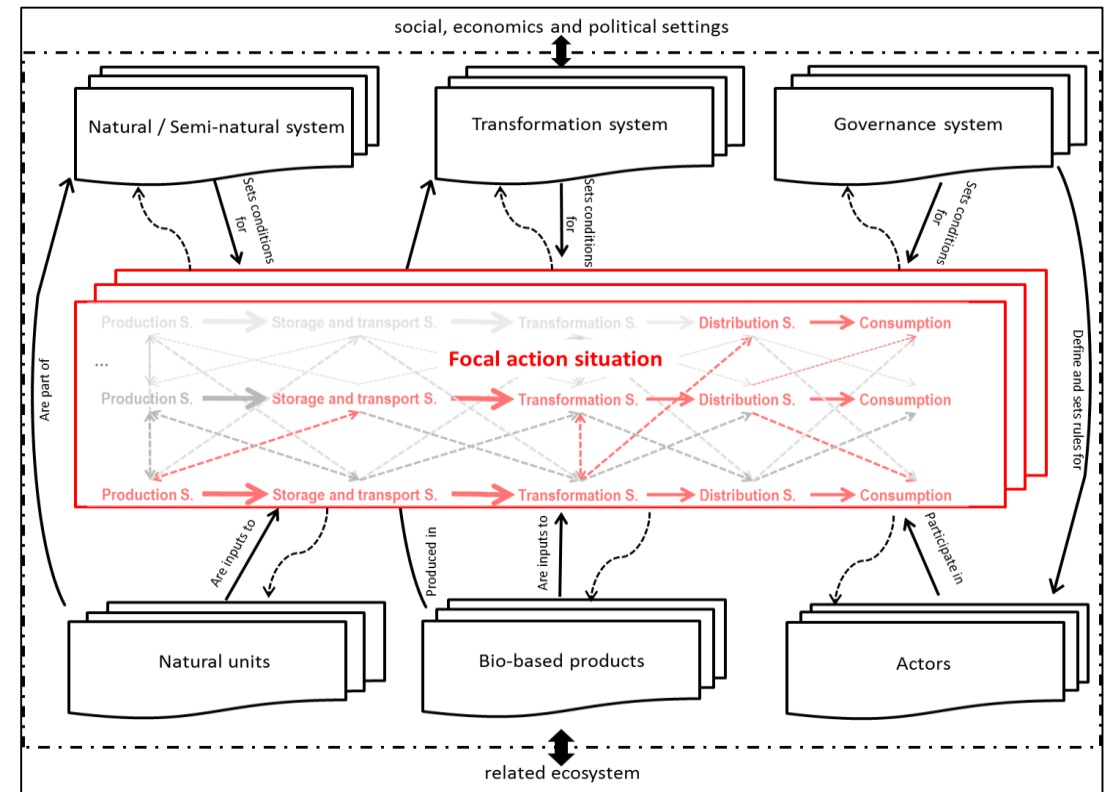 social, economics and political settings
Natural / Semi-natural system
Transformation system
Governance system
Sets conditions
for
Sets conditions
for
Sets conditions
for
Production S.
Storage and transport S.
Transformation S.
Distribution S.
Consumption
...
Focal action situation
Production S.
Storage and transport S.
Transformation S.
Distribution S.
Consumption
Production S.
Storage and transport S.
Transformation S.
Distribution S.
Consumption
Are part of
Define and sets rules for
Are inputs to
Produced in
Are inputs to
Participate in
Natural units
Bio-based products
Actors
related ecosystem